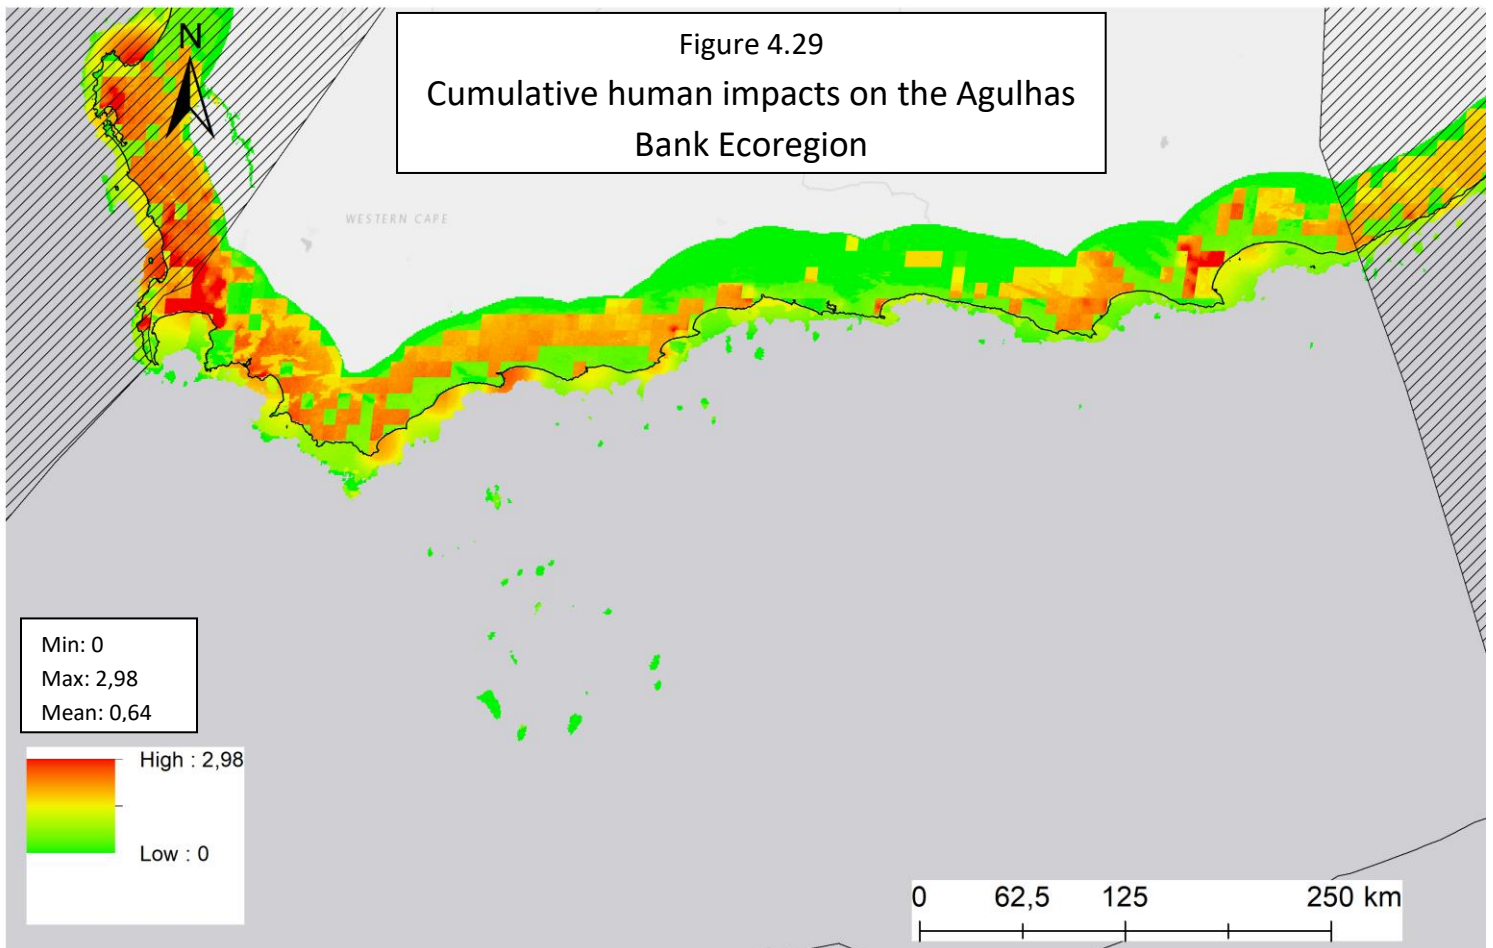 N
Figure 4.29
Cumulative human impacts on the Agulhas
Bank Ecoregion
WESTERN CAPE
Min: 0
Max: 2,98
Mean: 0,64
High : 2,98
Low : 0
0 62,5 125 250 km